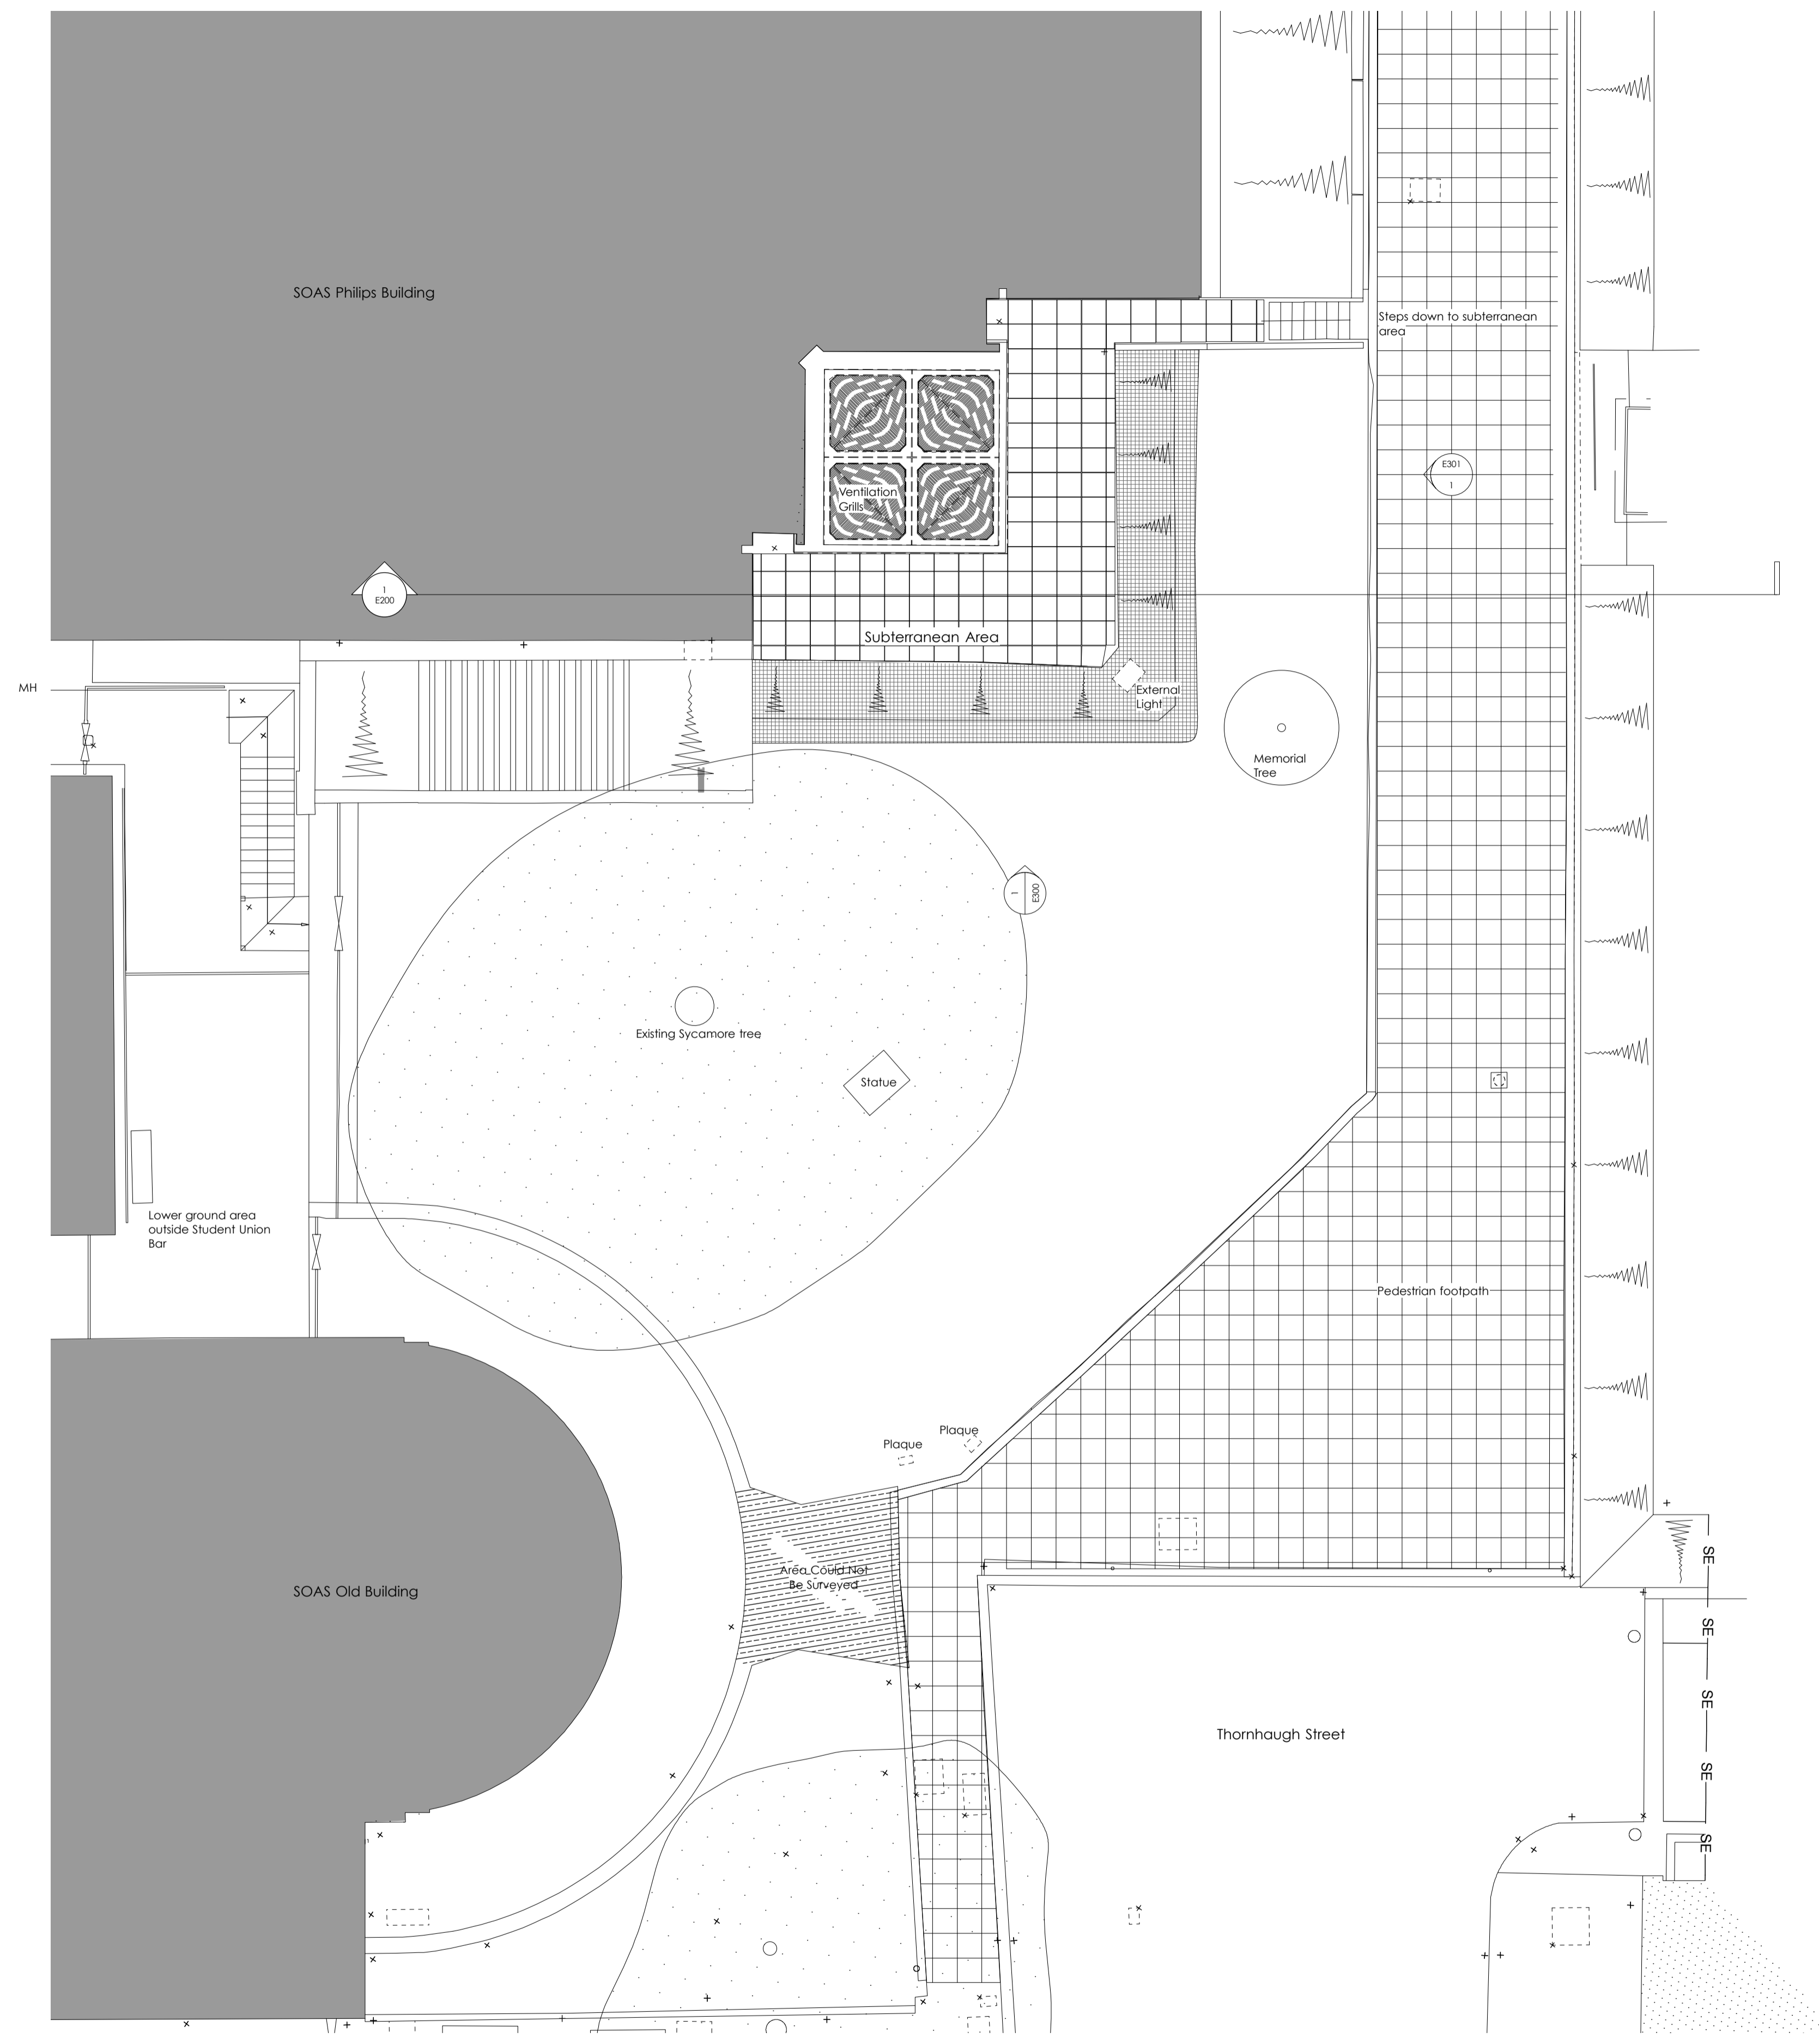 SOAS Philips Building
Steps down to subterranean
area
E301
1
Ventilation
Grills
1
E200
Subterranean Area
MH
External
Light
Memorial
Tree
1
E300
Existing Sycamore tree
Statue
Lower ground area
outside Student Union
Bar
Pedestrian footpath
Plaque
Plaque
Area Could Not
Be Surveyed
SOAS Old Building
Thornhaugh Street
SE
SE
SE
SE
SE